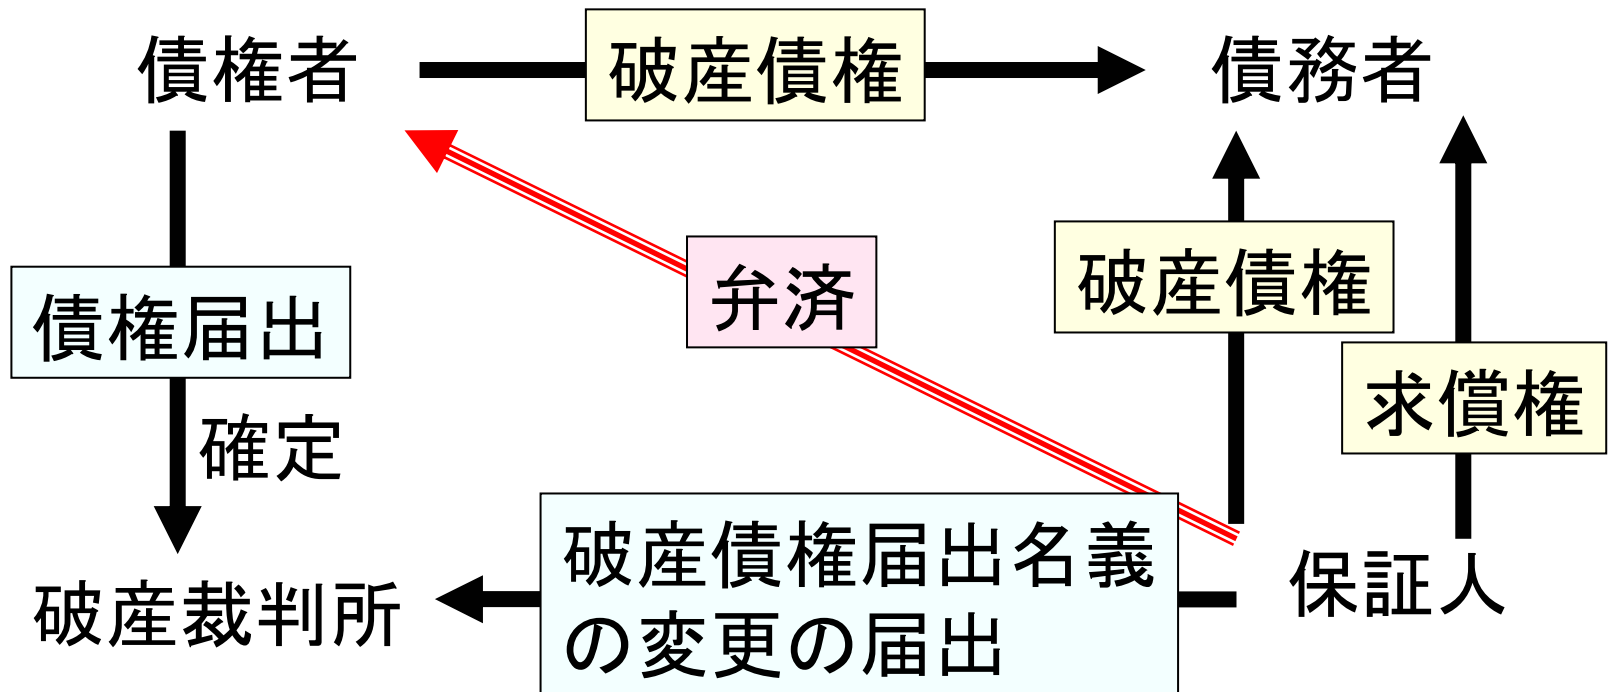 債権者
破産債権
債務者
弁済
破産債権
債権届出
求償権
確定
破産債権届出名義
の変更の届出
保証人
破産裁判所